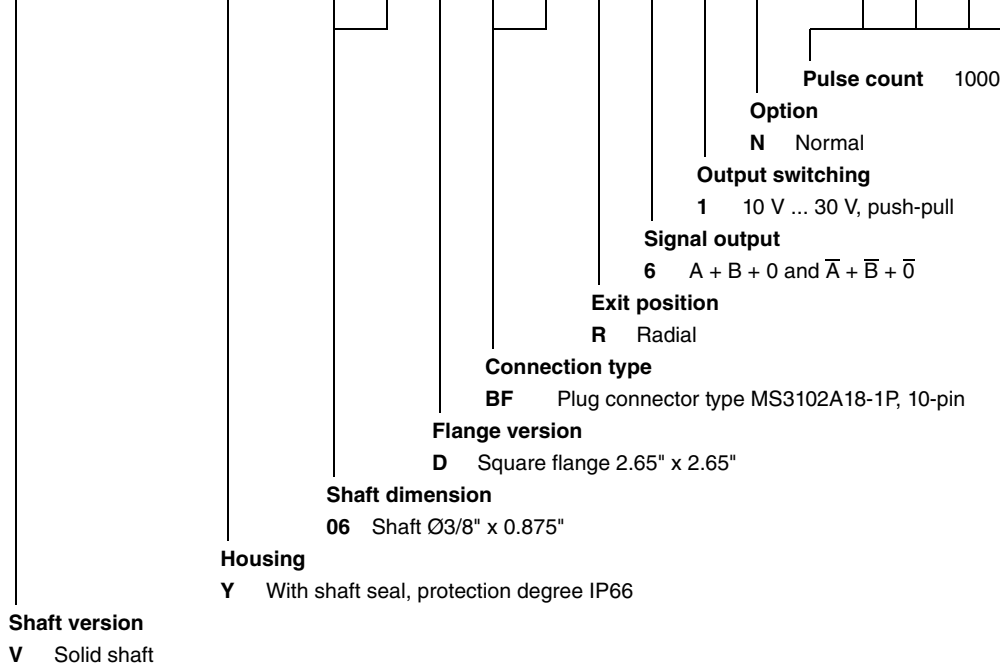 Pulse count 1000
Option
N Normal
Output switching
1 10 V ... 30 V, push-pull
Signal output
6 A + B + 0 and A̅ + B̅ + 0̅
Exit position
R Radial
Connection type
BF Plug connector type MS3102A18-1P, 10-pin
Flange version
D Square flange 2.65" x 2.65"
Shaft dimension
06 Shaft Ø3/8" x 0.875"
Housing
Y With shaft seal, protection degree IP66
Shaft version
V Solid shaft